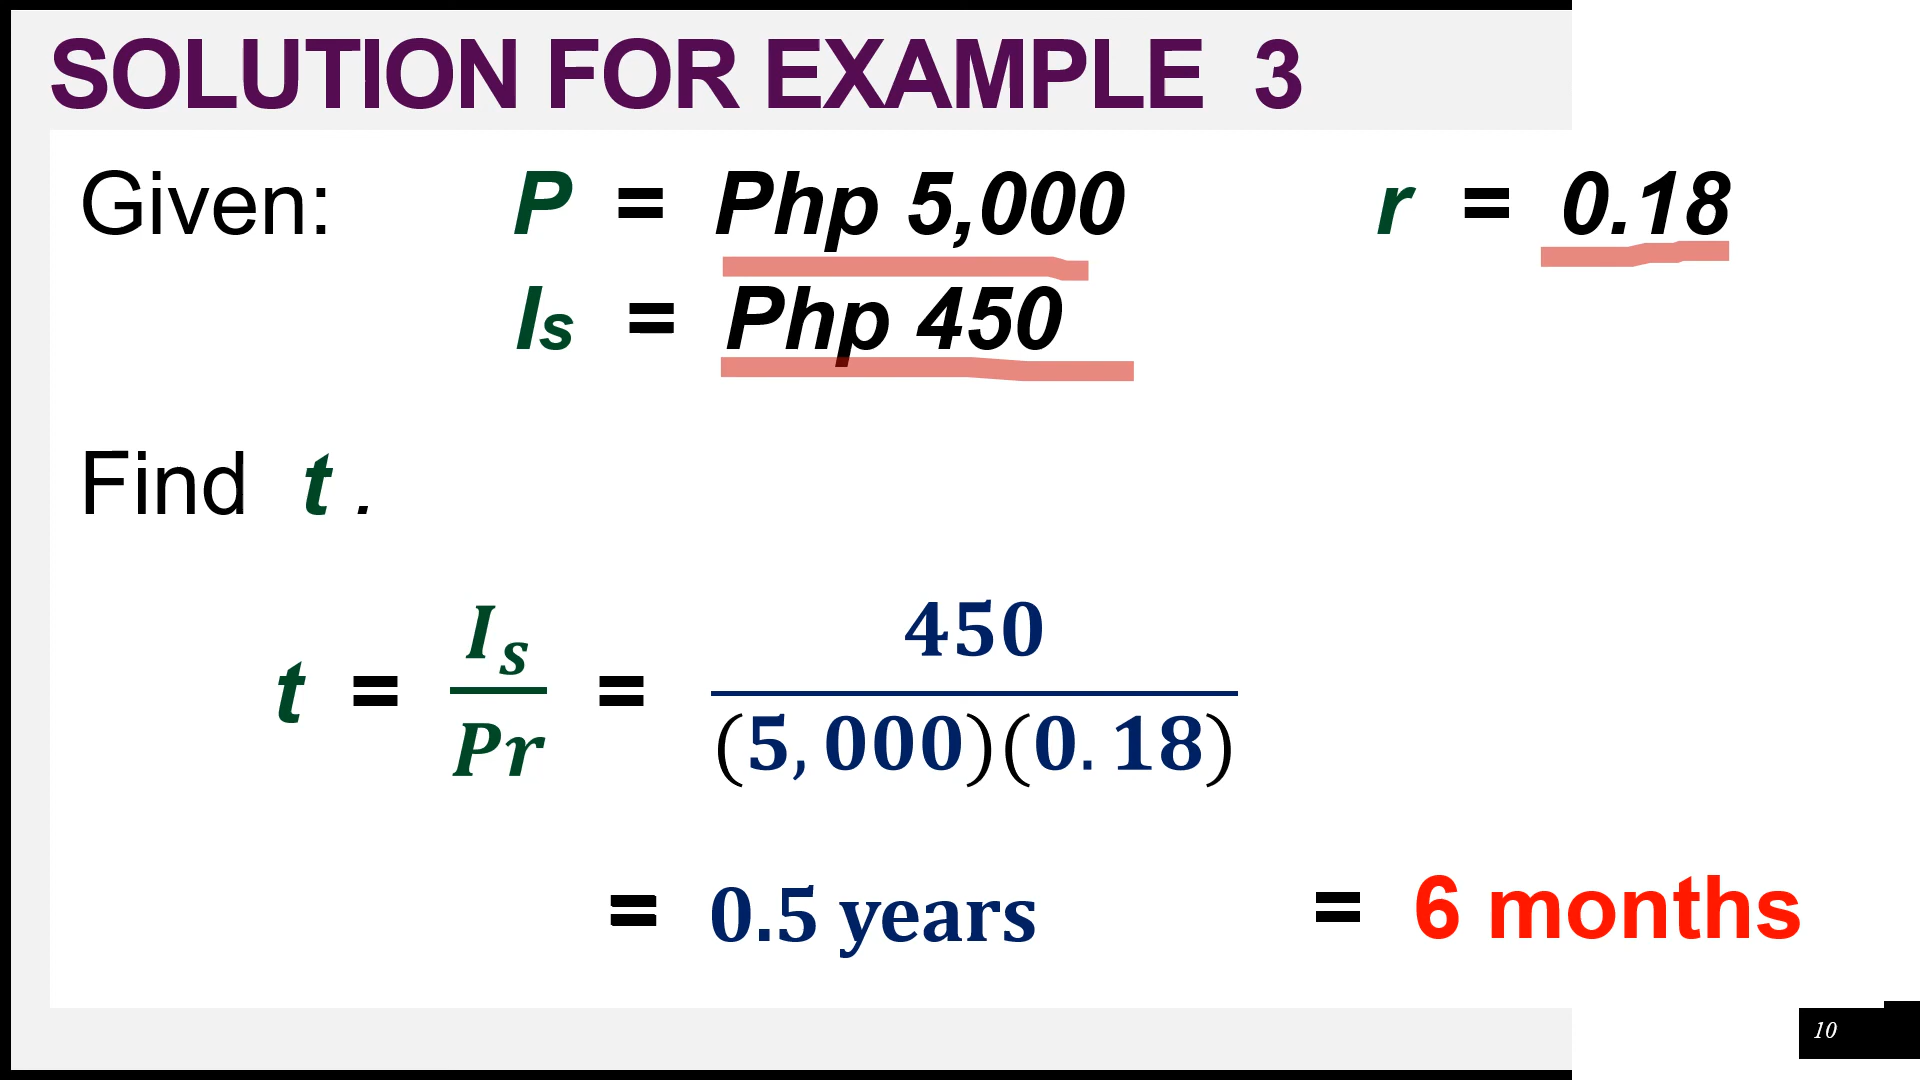 SOLUTION FOR EXAMPLE 3
Given: P = Php 5,000 r = 0.18
Is = Php 450
Find t .
t = I_s/Pr = 450/(5,000)(0.18)
= 0.5 years = 6 months
10